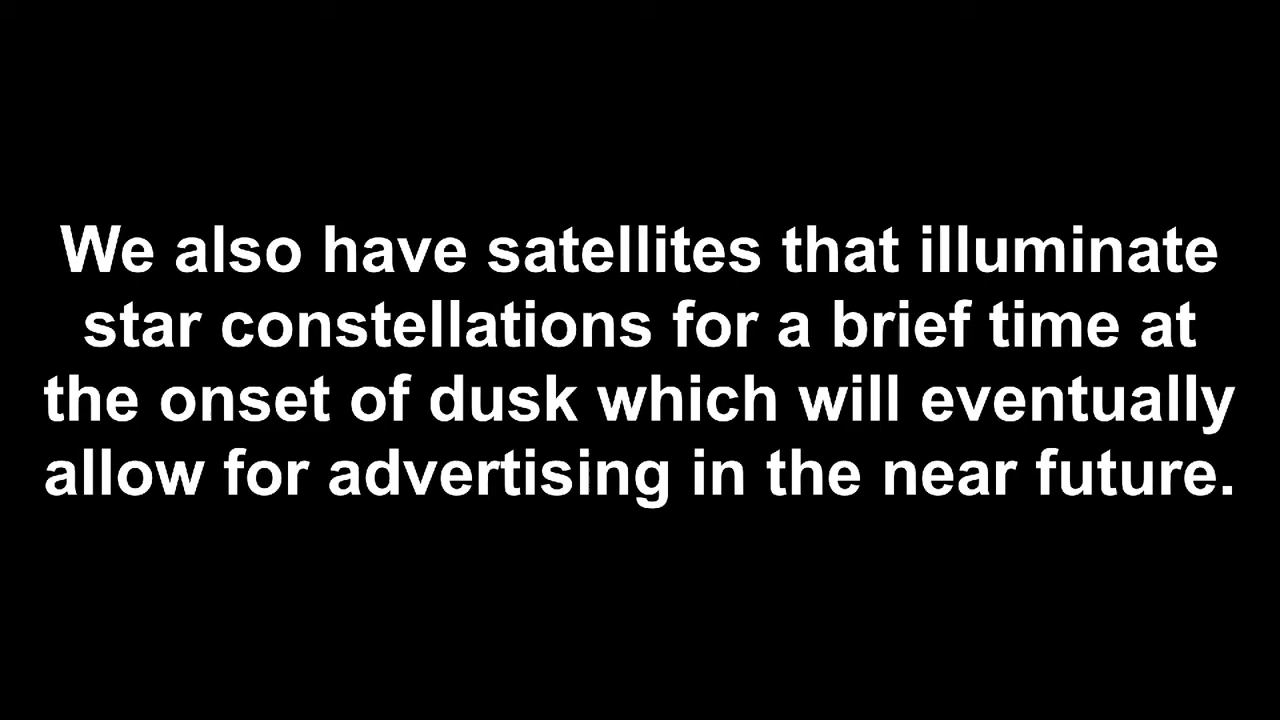 We also have satellites that illuminate
star constellations for a brief time at
the onset of dusk which will eventually
allow for advertising in the near future.